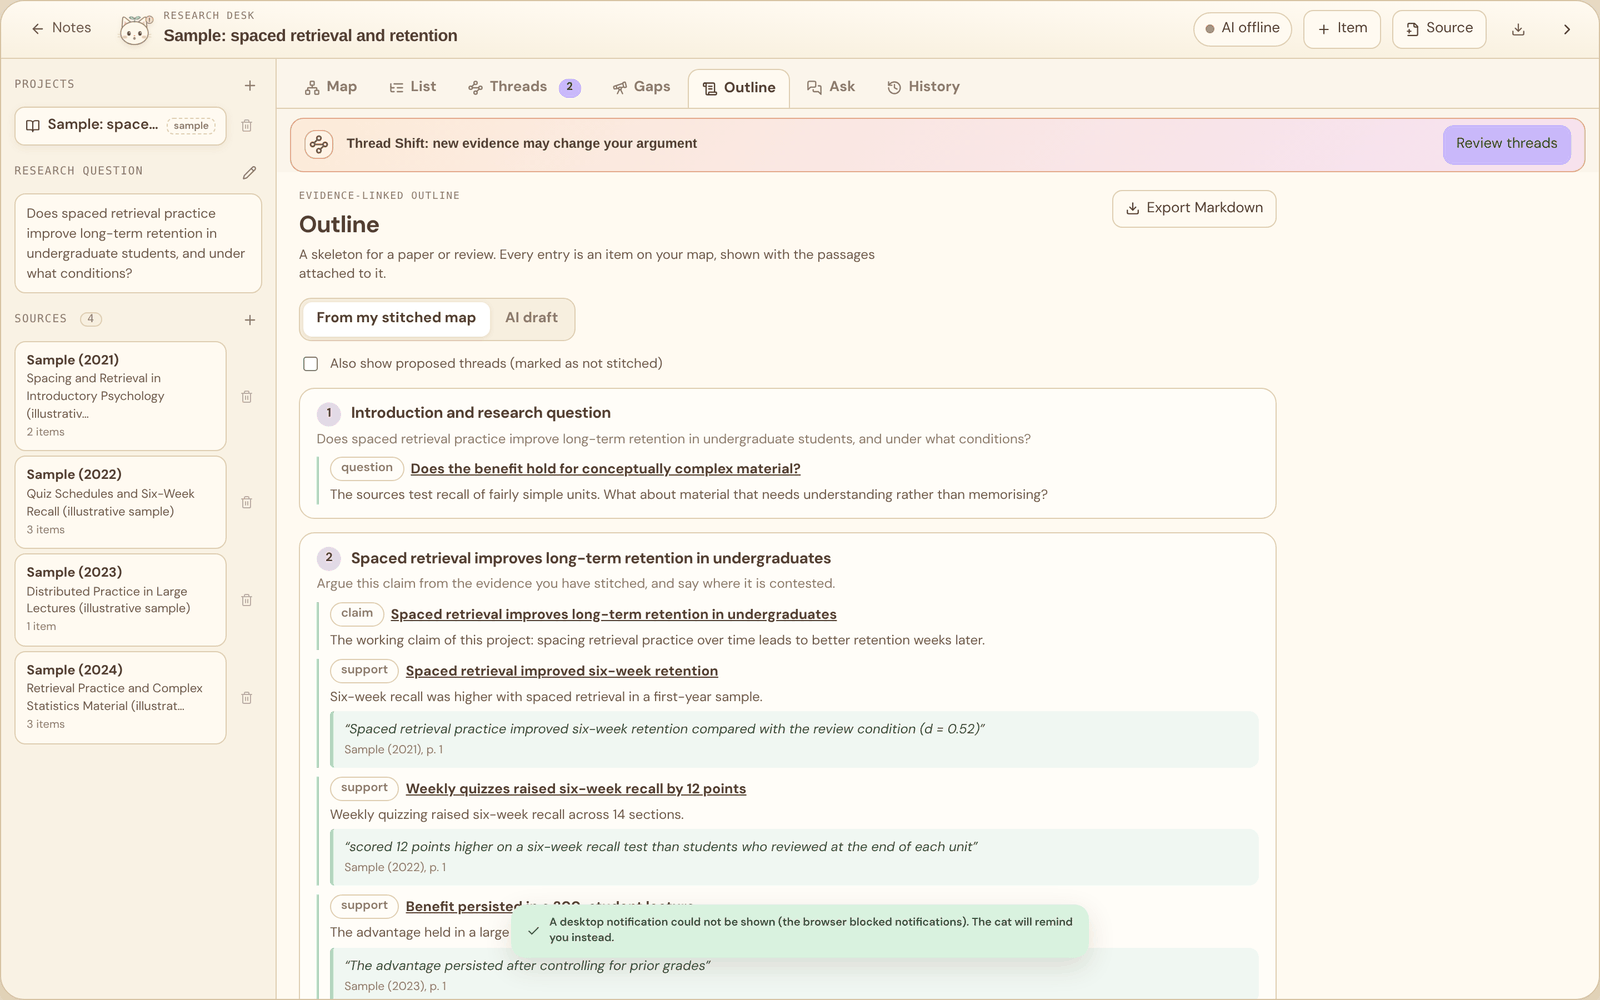 Notes
RESEARCH DESK
Sample: spaced retrieval and retention
AI offline
Item
Source
PROJECTS
Sample: space...
sample
RESEARCH QUESTION
Does spaced retrieval practice
improve long-term retention in
undergraduate students, and under
what conditions?
SOURCES 4
Sample (2021)
Spacing and Retrieval in
Introductory Psychology
(illustrativ...
2 items
Sample (2022)
Quiz Schedules and Six-Week
Recall (illustrative sample)
3 items
Sample (2023)
Distributed Practice in Large
Lectures (illustrative sample)
1 item
Sample (2024)
Retrieval Practice and Complex
Statistics Material (illustrat...
3 items
Map
List
Threads 2
Gaps
Outline
Ask
History
Thread Shift: new evidence may change your argument
Review threads
EVIDENCE-LINKED OUTLINE
Outline
A skeleton for a paper or review. Every entry is an item on your map, shown with the passages
attached to it.
Export Markdown
From my stitched map
AI draft
Also show proposed threads (marked as not stitched)
1 Introduction and research question
Does spaced retrieval practice improve long-term retention in undergraduate students, and under what conditions?
question Does the benefit hold for conceptually complex material?
The sources test recall of fairly simple units. What about material that needs understanding rather than memorising?
2 Spaced retrieval improves long-term retention in undergraduates
Argue this claim from the evidence you have stitched, and say where it is contested.
claim Spaced retrieval improves long-term retention in undergraduates
The working claim of this project: spacing retrieval practice over time leads to better retention weeks later.
support Spaced retrieval improved six-week retention
Six-week recall was higher with spaced retrieval in a first-year sample.
“Spaced retrieval practice improved six-week retention compared with the review condition (d = 0.52)”
Sample (2021), p. 1
support Weekly quizzes raised six-week recall by 12 points
Weekly quizzing raised six-week recall across 14 sections.
“scored 12 points higher on a six-week recall test than students who reviewed at the end of each unit”
Sample (2022), p. 1
support Benefit persisted
The advantage held in a large
“The advantage persisted after controlling for prior grades”
Sample (2023), p. 1
A desktop notification could not be shown (the browser blocked notifications). The cat will remind
you instead.